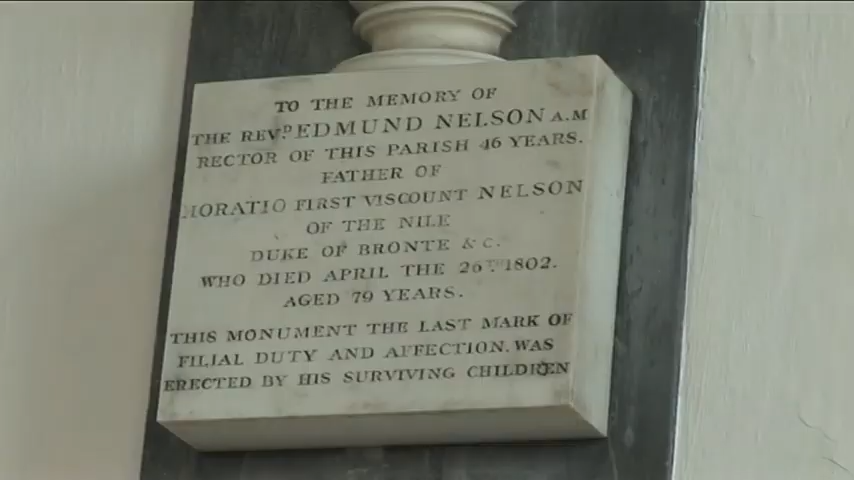 TO THE MEMORY OF
THE REV.D EDMUND NELSON A.M
RECTOR OF THIS PARISH 46 YEARS.
FATHER OF
HORATIO FIRST VISCOUNT NELSON
OF THE NILE
DUKE OF BRONTE & C.
WHO DIED APRIL THE 26TH. 1802.
AGED 79 YEARS.
THIS MONUMENT THE LAST MARK OF
FILIAL DUTY AND AFFECTION. WAS
ERECTED BY HIS SURVIVING CHILDREN